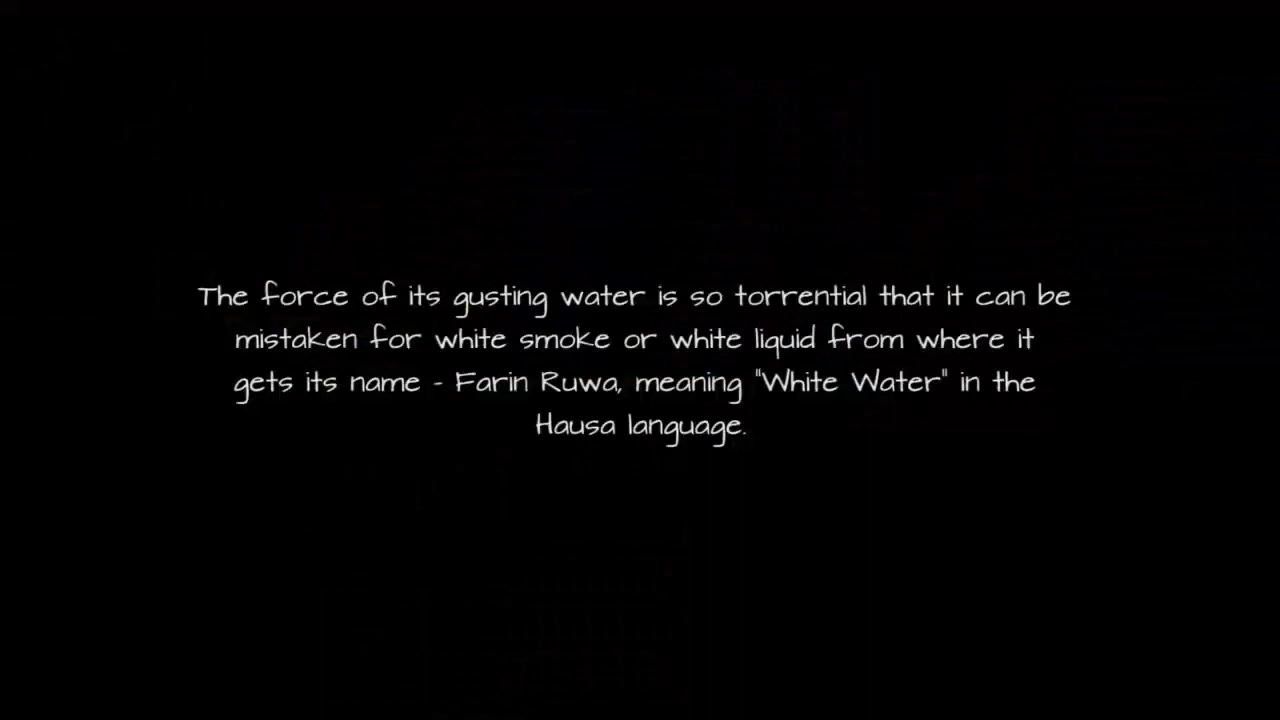 The force of its gusting water is so torrential that it can be
mistaken for white smoke or white liquid from where it
gets its name - Farin Ruwa, meaning "White Water" in the
Hausa language.